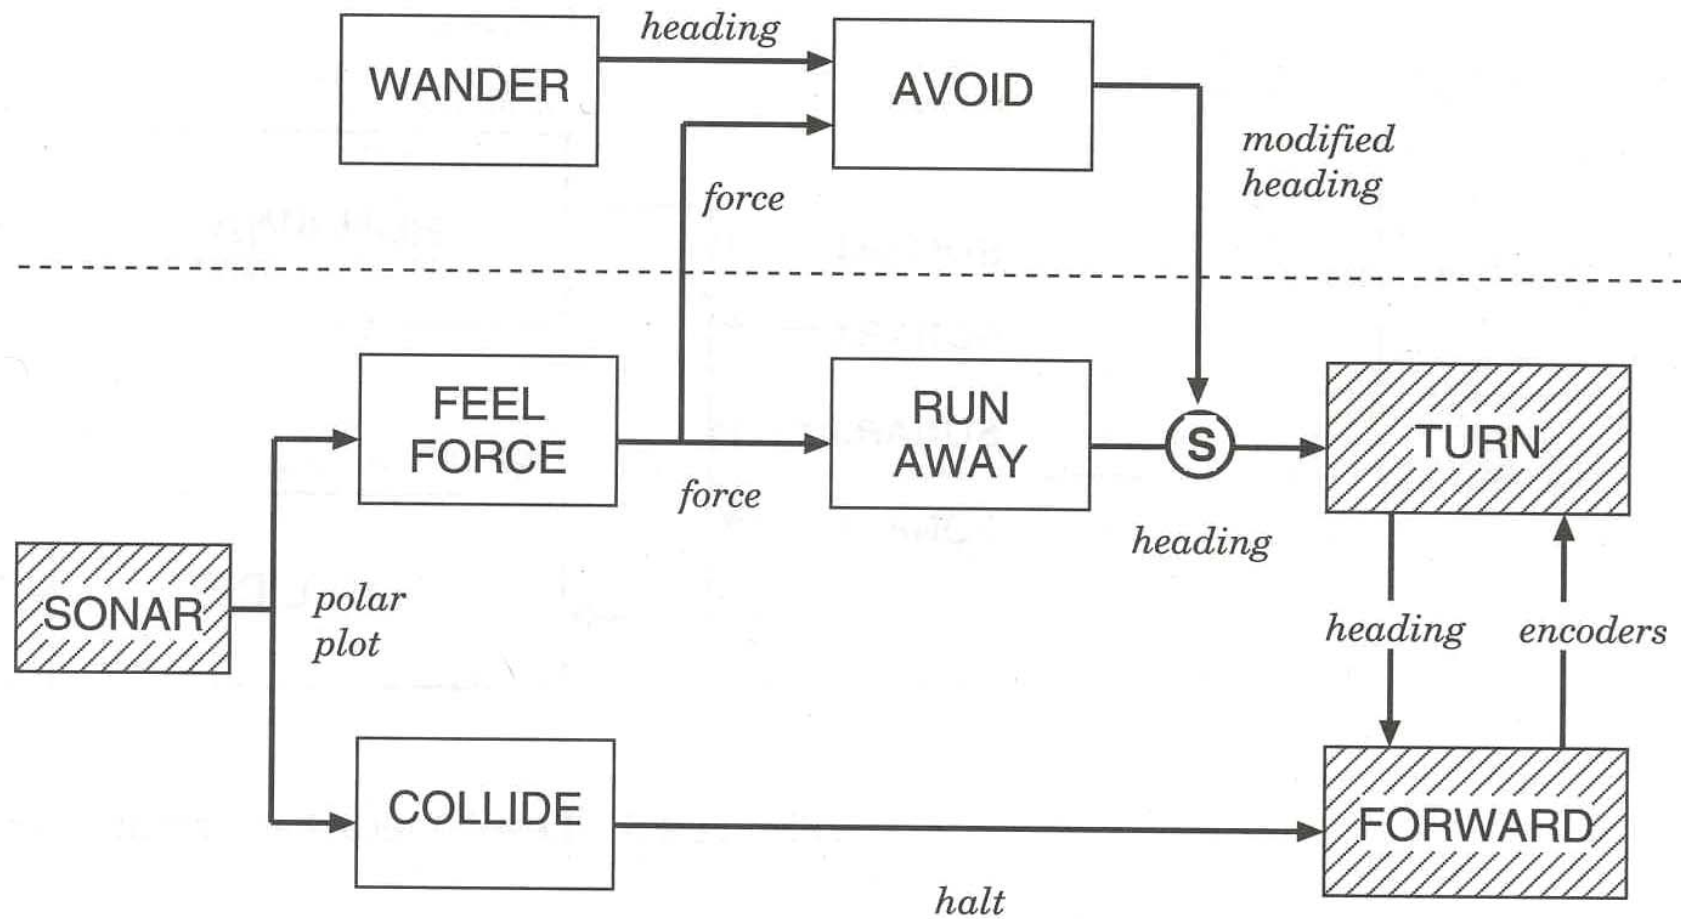 heading
WANDER
AVOID
modified
heading
force
FEEL
FORCE
RUN
AWAY
S
TURN
force
heading
SONAR
polar
plot
heading
encoders
COLLIDE
FORWARD
halt